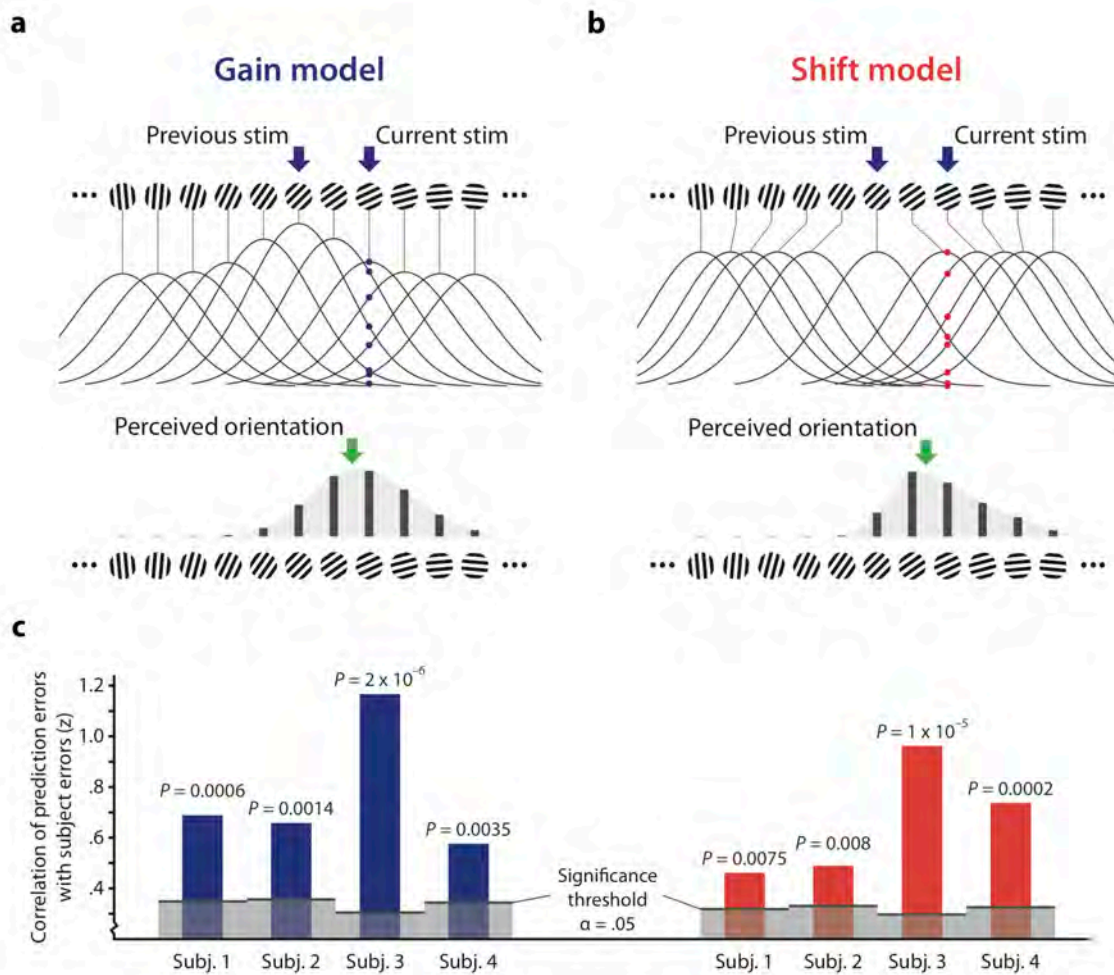 a
b
Gain model
Shift model
Previous stim
Current stim
Previous stim
Current stim
Perceived orientation
Perceived orientation
c
Correlation of prediction errors
with subject errors (z)
1.2
1.0
.8
.6
.4
P = 0.0006
P = 0.0014
P = 2 x 10⁻⁶
P = 0.0035
Significance
threshold
α = .05
P = 0.0075
P = 0.008
P = 1 x 10⁻⁵
P = 0.0002
Subj. 1
Subj. 2
Subj. 3
Subj. 4
Subj. 1
Subj. 2
Subj. 3
Subj. 4